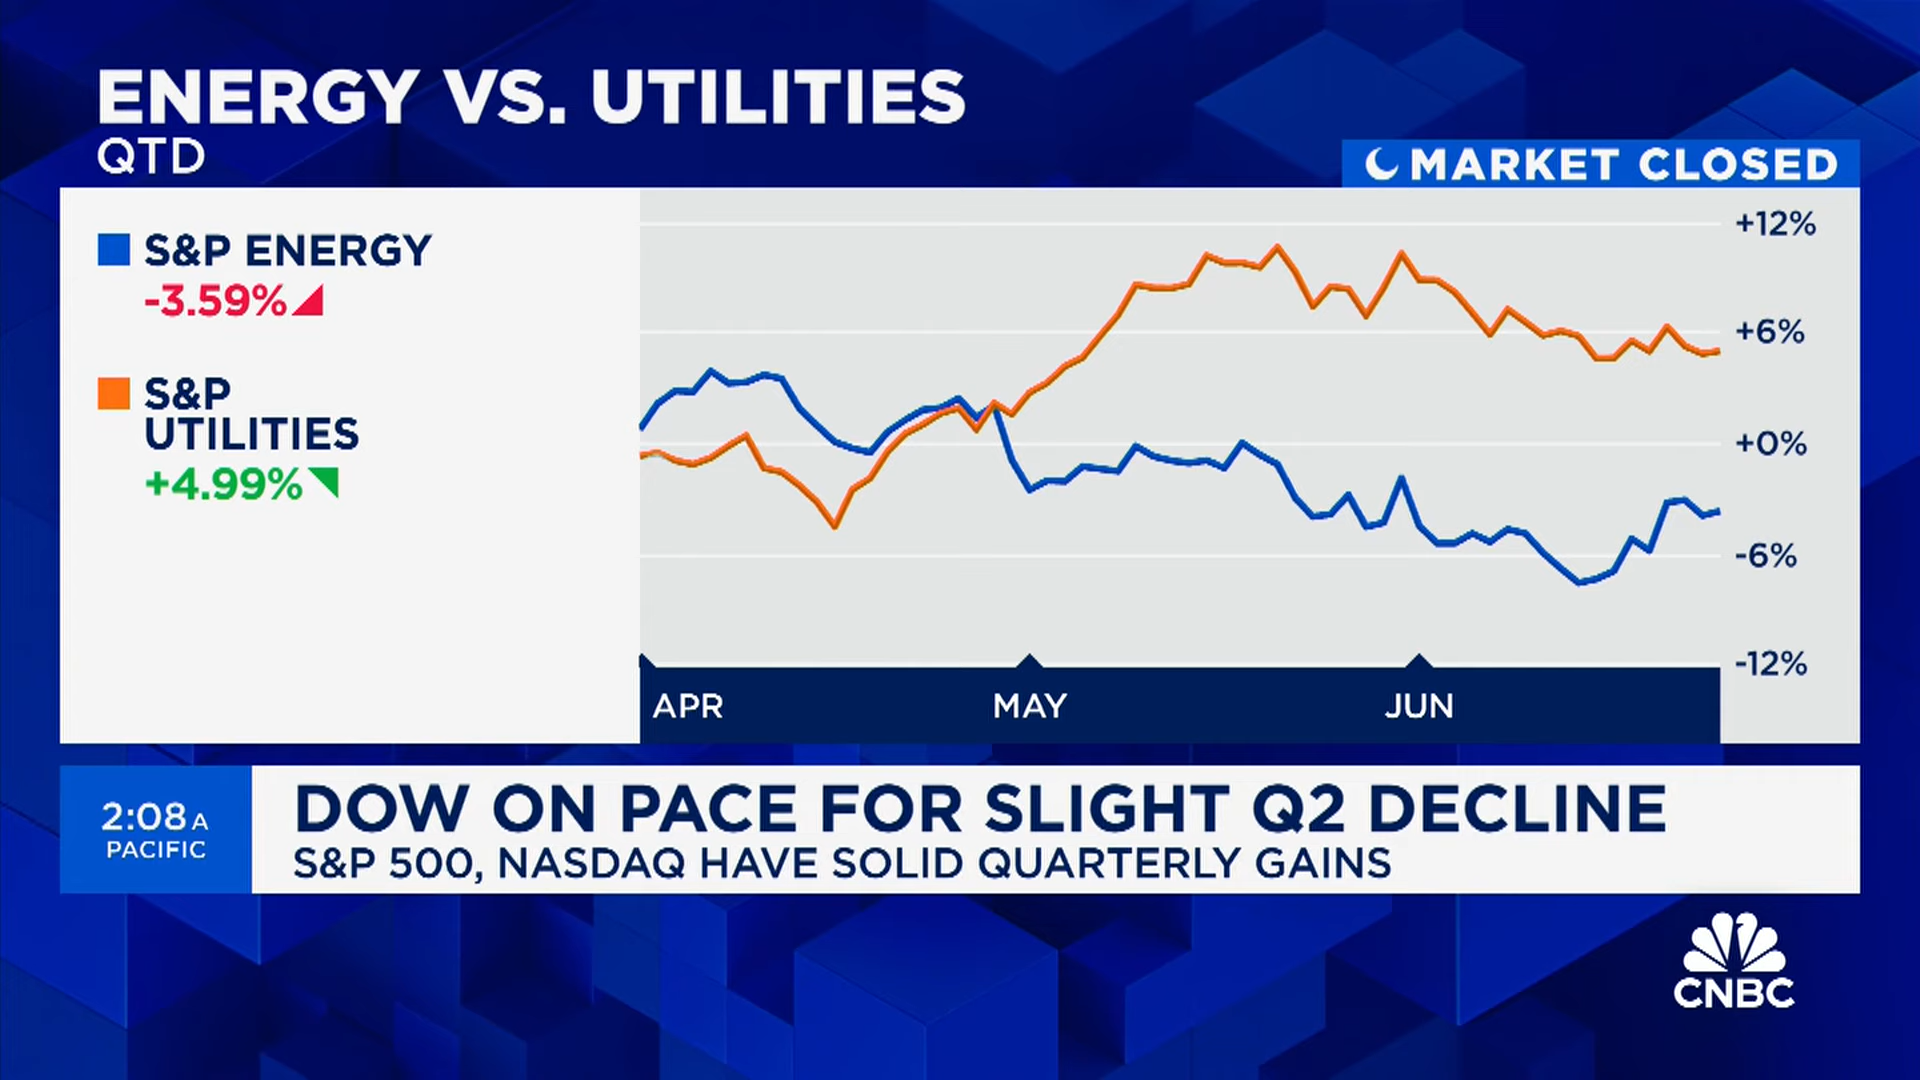 ENERGY VS. UTILITIES
QTD
MARKET CLOSED
S&P ENERGY
-3.59%
S&P
UTILITIES
+4.99%
+12%
+6%
+0%
-6%
-12%
APR MAY JUN
2:08 A
PACIFIC
DOW ON PACE FOR SLIGHT Q2 DECLINE
S&P 500, NASDAQ HAVE SOLID QUARTERLY GAINS
CNBC